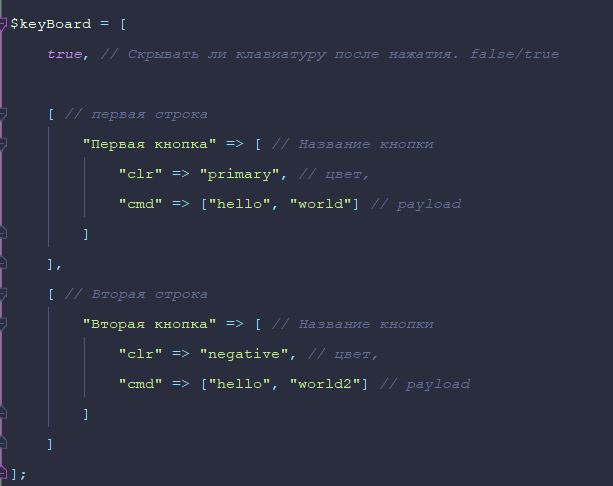 $keyBoard = [
true, // Скрывать ли клавиатуру после нажатия. false/true
[ // первая строка
"Первая кнопка" => [ // Название кнопки
"clr" => "primary", // цвет,
"cmd" => ["hello", "world"] // payload
]
],
[ // Вторая строка
"Вторая кнопка" => [ // Название кнопки
"clr" => "negative", // цвет,
"cmd" => ["hello", "world2"] // payload
]
]
];